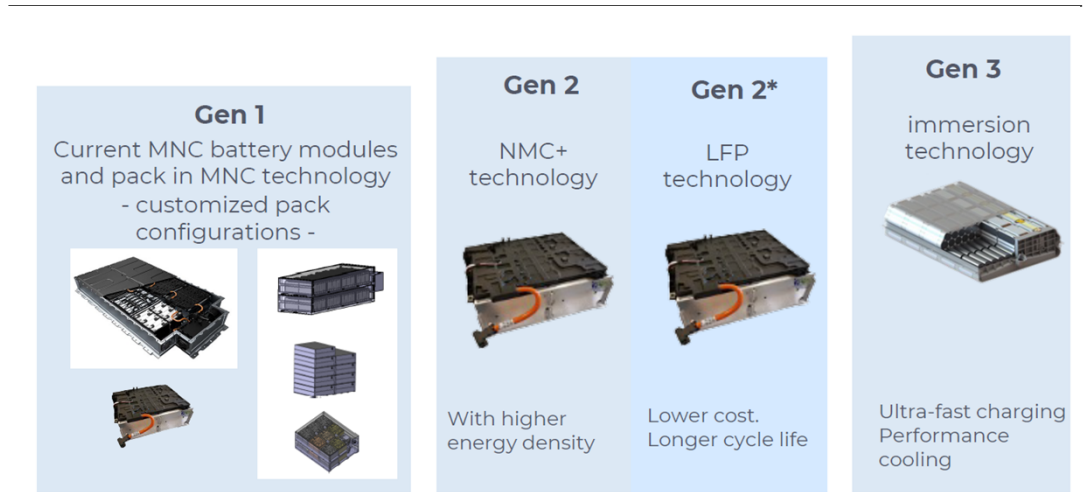 Gen 1
Current MNC battery modules
and pack in MNC technology
- customized pack
configurations -
Gen 2
NMC+
technology
With higher
energy density
Gen 2*
LFP
technology
Lower cost.
Longer cycle life
Gen 3
immersion
technology
Ultra-fast charging
Performance
cooling